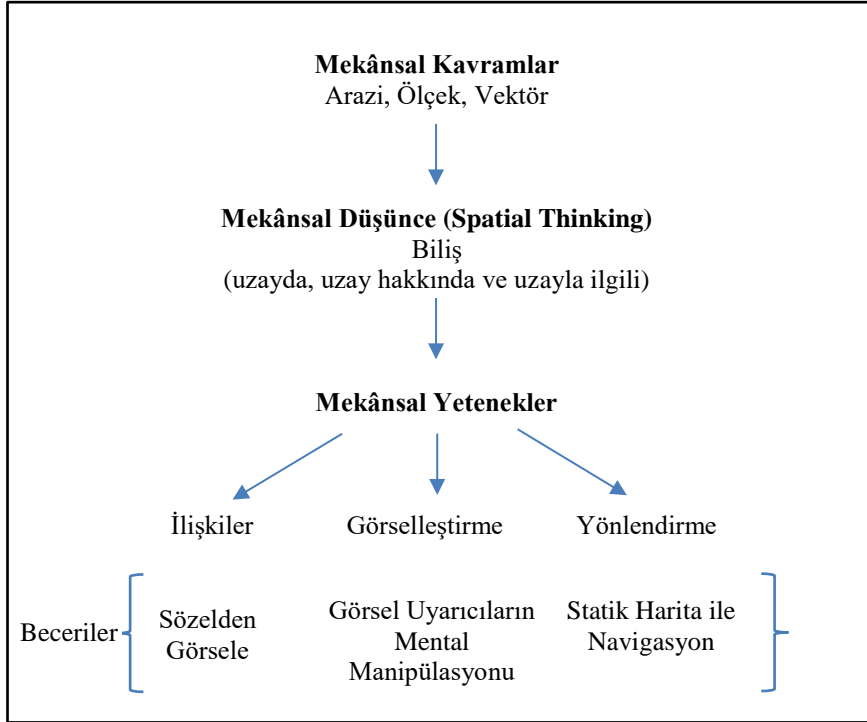 Mekânsal Kavramlar
Arazi, Ölçek, Vektör
Mekânsal Düşünce (Spatial Thinking)
Biliş
(uzayda, uzay hakkında ve uzayla ilgili)
Mekânsal Yetenekler
İlişkiler
Görselleştirme
Yönlendirme
Beceriler
Sözelden
Görsele
Görsel Uyarıcıların
Mental
Manipülasyonu
Statik Harita ile
Navigasyon